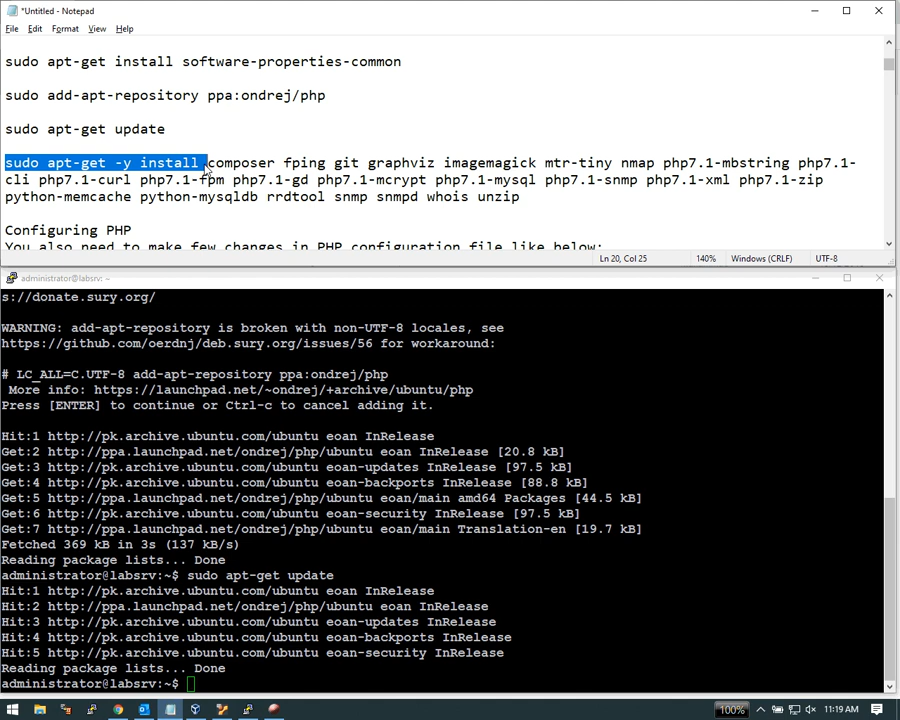 *Untitled - Notepad
File Edit Format View Help
sudo apt-get install software-properties-common
sudo add-apt-repository ppa:ondrej/php
sudo apt-get update
sudo apt-get -y install composer fping git graphviz imagemagick mtr-tiny nmap php7.1-mbstring php7.1-
cli php7.1-curl php7.1-fpm php7.1-gd php7.1-mcrypt php7.1-mysql php7.1-snmp php7.1-xml php7.1-zip
python-memcache python-mysqldb rrdtool snmp snmpd whois unzip
Configuring PHP
You also need to make few changes in PHP configuration file like below:
Ln 20, Col 25 140% Windows (CRLF) UTF-8
administrator@labsrv: ~
s://donate.sury.org/
WARNING: add-apt-repository is broken with non-UTF-8 locales, see
https://github.com/oerdnj/deb.sury.org/issues/56 for workaround:
# LC_ALL=C.UTF-8 add-apt-repository ppa:ondrej/php
More info: https://launchpad.net/~ondrej/+archive/ubuntu/php
Press [ENTER] to continue or Ctrl-c to cancel adding it.
Hit:1 http://pk.archive.ubuntu.com/ubuntu eoan InRelease
Get:2 http://ppa.launchpad.net/ondrej/php/ubuntu eoan InRelease [20.8 kB]
Get:3 http://pk.archive.ubuntu.com/ubuntu eoan-updates InRelease [97.5 kB]
Get:4 http://pk.archive.ubuntu.com/ubuntu eoan-backports InRelease [88.8 kB]
Get:5 http://ppa.launchpad.net/ondrej/php/ubuntu eoan/main amd64 Packages [44.5 kB]
Get:6 http://pk.archive.ubuntu.com/ubuntu eoan-security InRelease [97.5 kB]
Get:7 http://ppa.launchpad.net/ondrej/php/ubuntu eoan/main Translation-en [19.7 kB]
Fetched 369 kB in 3s (137 kB/s)
Reading package lists... Done
administrator@labsrv:~$ sudo apt-get update
Hit:1 http://pk.archive.ubuntu.com/ubuntu eoan InRelease
Hit:2 http://ppa.launchpad.net/ondrej/php/ubuntu eoan InRelease
Hit:3 http://pk.archive.ubuntu.com/ubuntu eoan-updates InRelease
Hit:4 http://pk.archive.ubuntu.com/ubuntu eoan-backports InRelease
Hit:5 http://pk.archive.ubuntu.com/ubuntu eoan-security InRelease
Reading package lists... Done
administrator@labsrv:~$
100% 11:19 AM